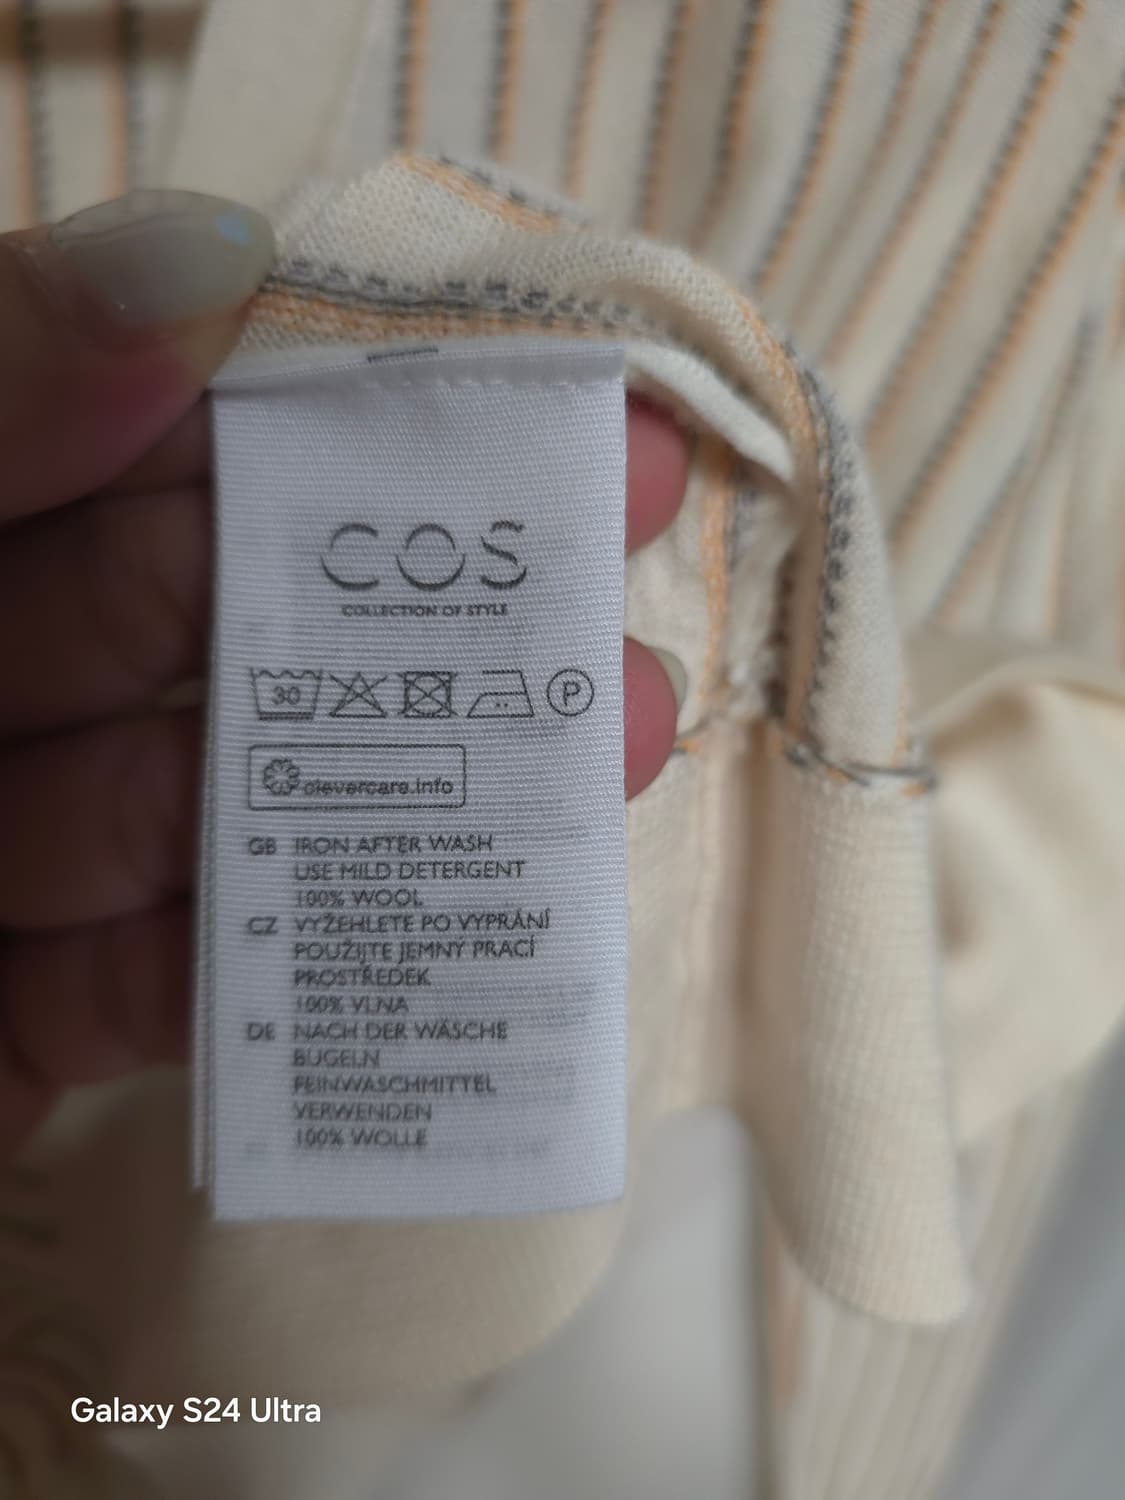 COS
COLLECTION OF STYLE
30 P
clevercare.info
GB IRON AFTER WASH
USE MILD DETERGENT
100% WOOL
CZ VYŽEHLETE PO VYPRÁNÍ
POUŽIJTE JEMNÝ PRACÍ
PROSTŘEDEK
100% VLNA
DE NACH DER WÄSCHE
BÜGELN
FEINWASCHMITTEL
VERWENDEN
100% WOLLE
Galaxy S24 Ultra